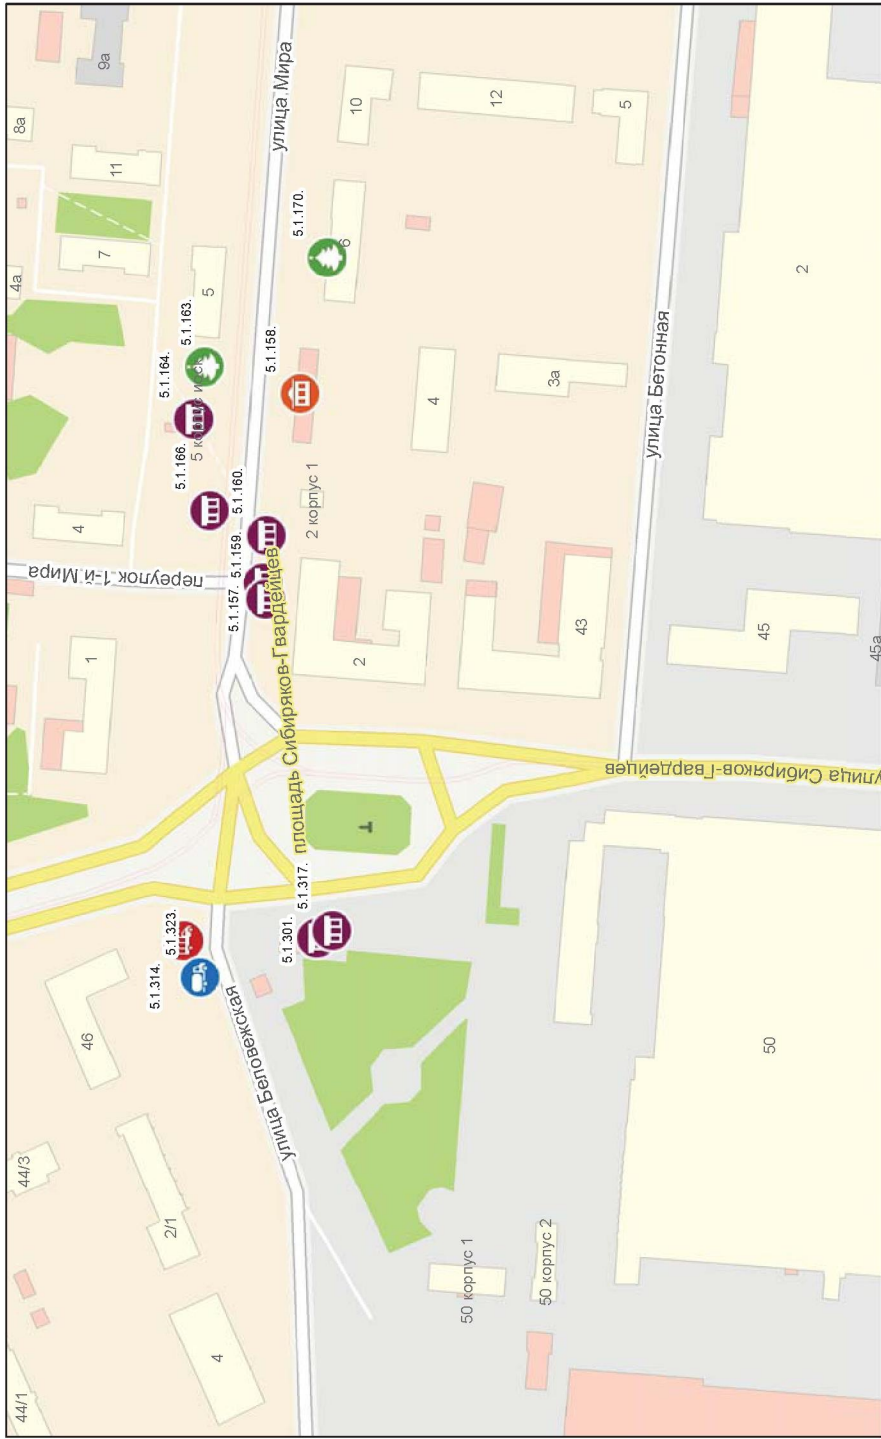 9а
8а
11
4а
7
5
улица Мира
10
12
5
5.1.170.
6
5.1.163.
5.1.164.
5.1.158.
2
5.1.166.
5.1.160.
5.1.159.
5.1.157.
4
3а
улица Бетонная
2 корпус 1
4
переулок 1-й Мира
площадь Сибиряков-Гвардейцев
1
2
43
45
45а
улица Сибиряков-Гвардейцев
5.1.317.
5.1.301.
5.1.323.
5.1.314.
46
улица Беловежская
50
44/3
2/1
4
44/1
50 корпус 1
50 корпус 2